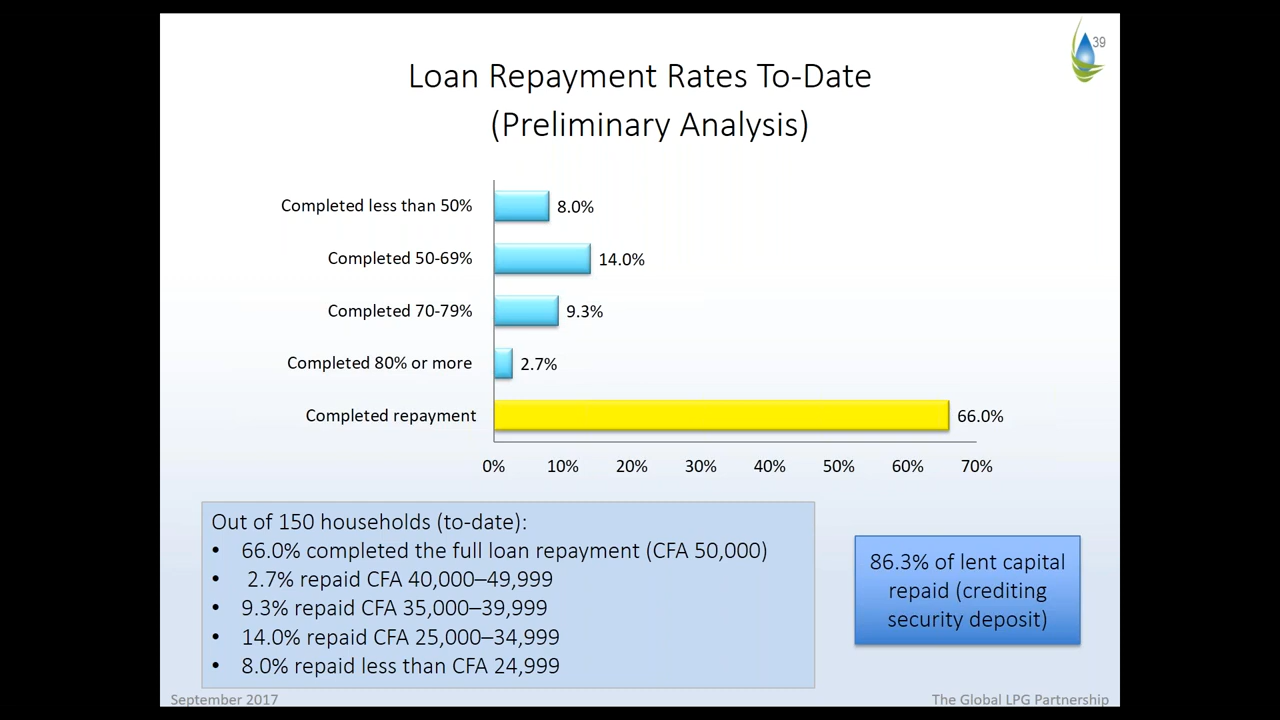 39
Loan Repayment Rates To-Date
(Preliminary Analysis)
Completed less than 50%
8.0%
Completed 50-69%
14.0%
Completed 70-79%
9.3%
Completed 80% or more
2.7%
Completed repayment
66.0%
0% 10% 20% 30% 40% 50% 60% 70%
Out of 150 households (to-date):
• 66.0% completed the full loan repayment (CFA 50,000)
• 2.7% repaid CFA 40,000–49,999
• 9.3% repaid CFA 35,000–39,999
• 14.0% repaid CFA 25,000–34,999
• 8.0% repaid less than CFA 24,999
86.3% of lent capital
repaid (crediting
security deposit)
September 2017
The Global LPG Partnership